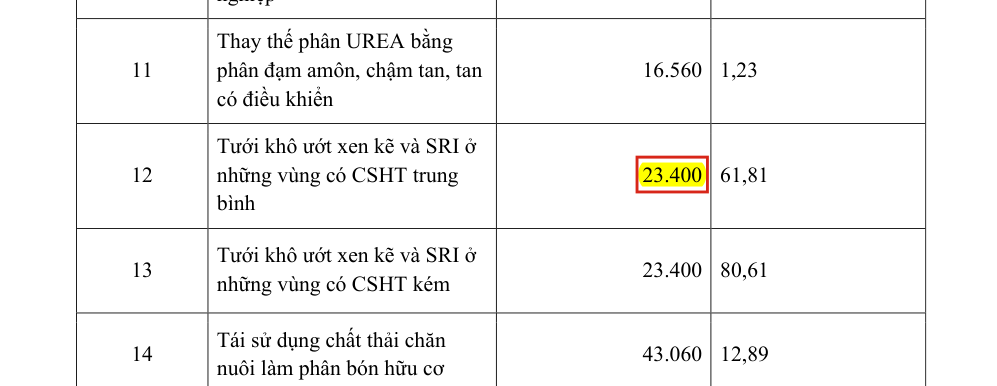 nghiệp
11
Thay thế phân UREA bằng
phân đạm amôn, chậm tan, tan
có điều khiển
16.560
1,23
12
Tưới khô ướt xen kẽ và SRI ở
những vùng có CSHT trung
bình
23.400
61,81
13
Tưới khô ướt xen kẽ và SRI ở
những vùng có CSHT kém
23.400
80,61
14
Tái sử dụng chất thải chăn
nuôi làm phân bón hữu cơ
43.060
12,89